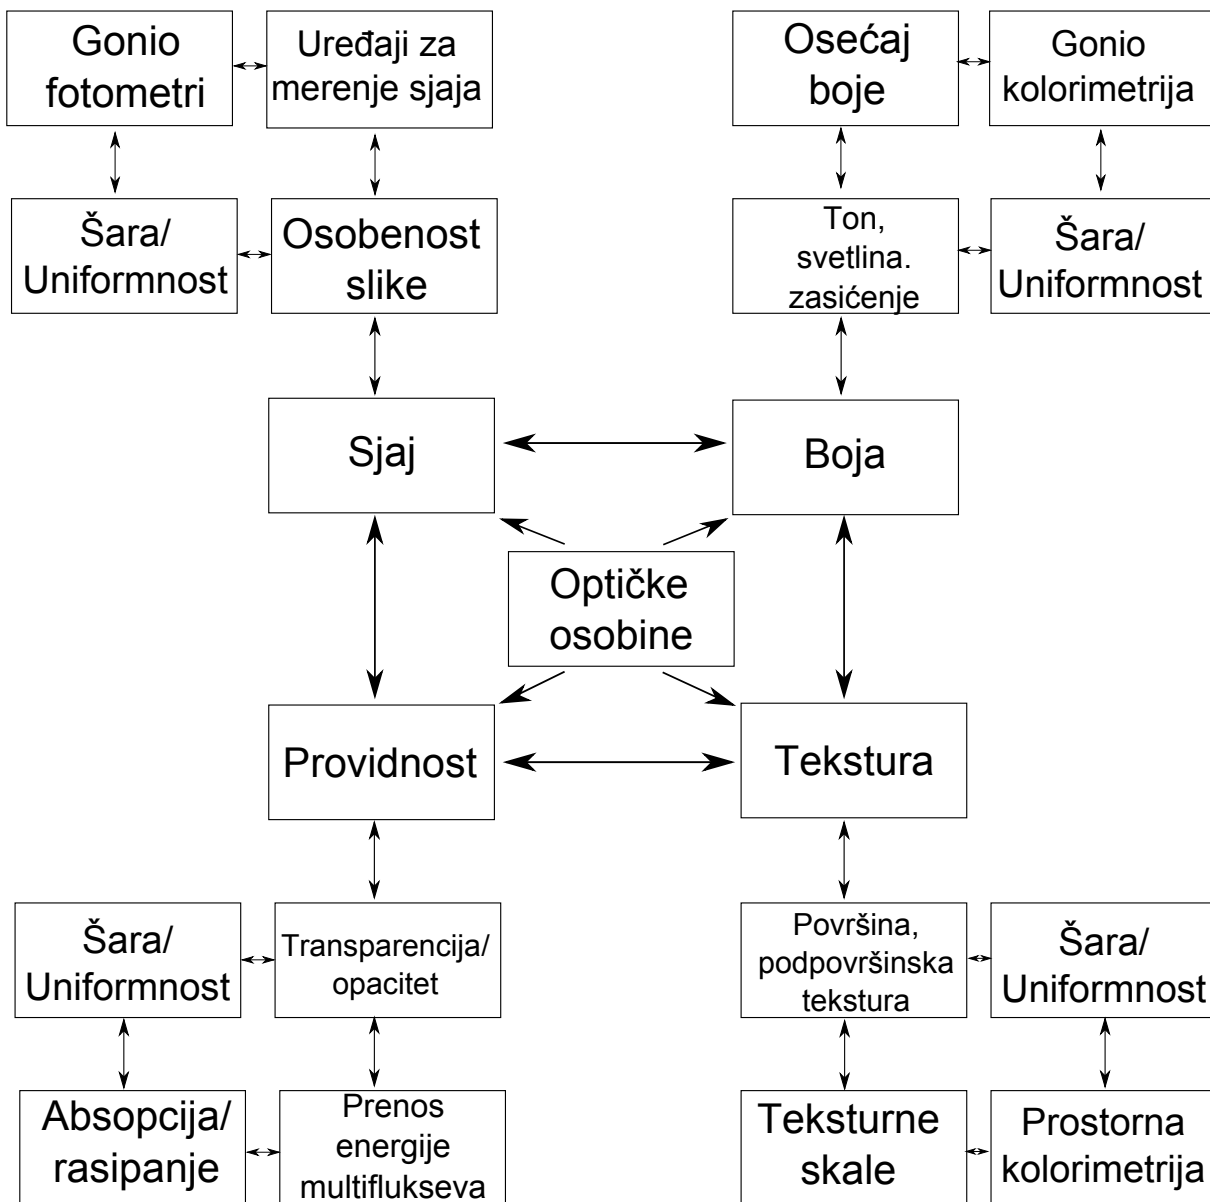 Gonio
fotometri
Uređaji za
merenje sjaja
Osećaj
boje
Gonio
kolorimetrija
Šara/
Uniformnost
Osobenost
slike
Ton,
svetlina.
zasićenje
Šara/
Uniformnost
Sjaj
Boja
Optičke
osobine
Providnost
Tekstura
Šara/
Uniformnost
Transparencija/
opacitet
Površina,
podpovršinska
tekstura
Šara/
Uniformnost
Absopcija/
rasipanje
Prenos
energije
multiflukseva
Teksturne
skale
Prostorna
kolorimetrija